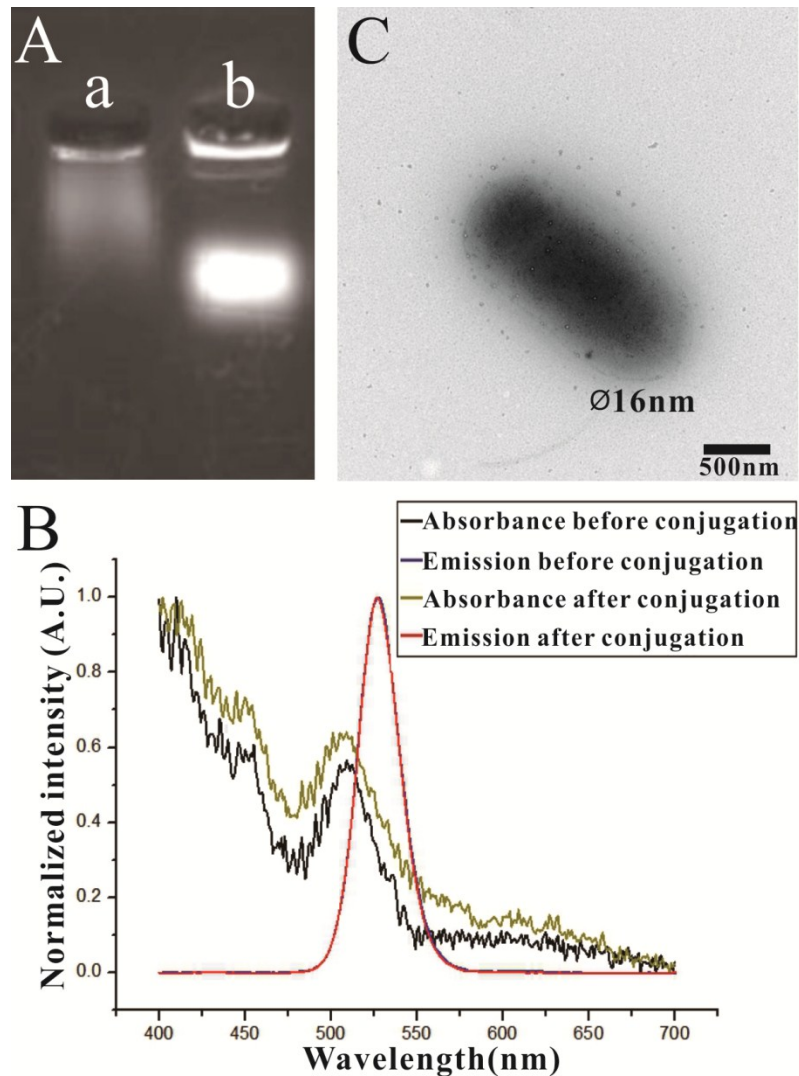 A
a b
C
Ø16nm
500nm
B
Absorbance before conjugation
Emission before conjugation
Absorbance after conjugation
Emission after conjugation
Normalized intensity (A.U.)
1.0
0.8
0.6
0.4
0.2
0.0
400 450 500 550 600 650 700
Wavelength(nm)